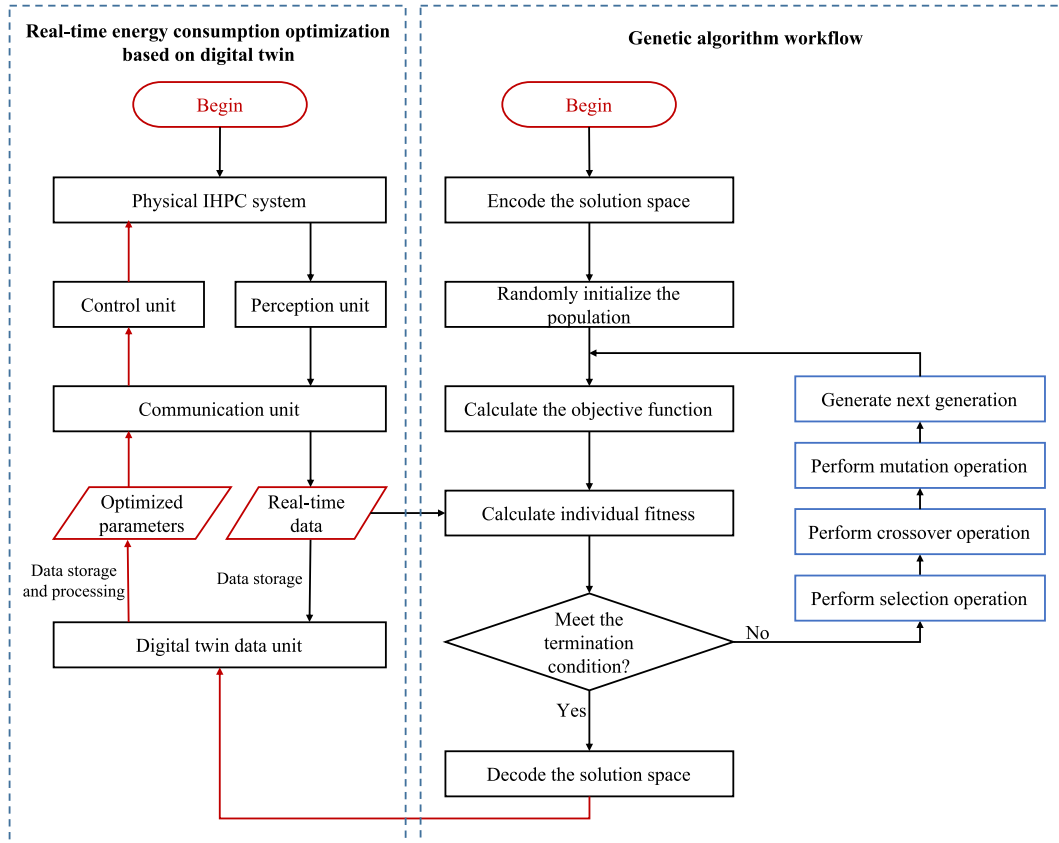 Real-time energy consumption optimization
based on digital twin
Begin
Physical IHPC system
Control unit
Perception unit
Communication unit
Optimized
parameters
Real-time
data
Data storage
and processing
Data storage
Digital twin data unit
Genetic algorithm workflow
Begin
Encode the solution space
Randomly initialize the
population
Calculate the objective function
Calculate individual fitness
Meet the
termination
condition?
No
Yes
Decode the solution space
Generate next generation
Perform mutation operation
Perform crossover operation
Perform selection operation